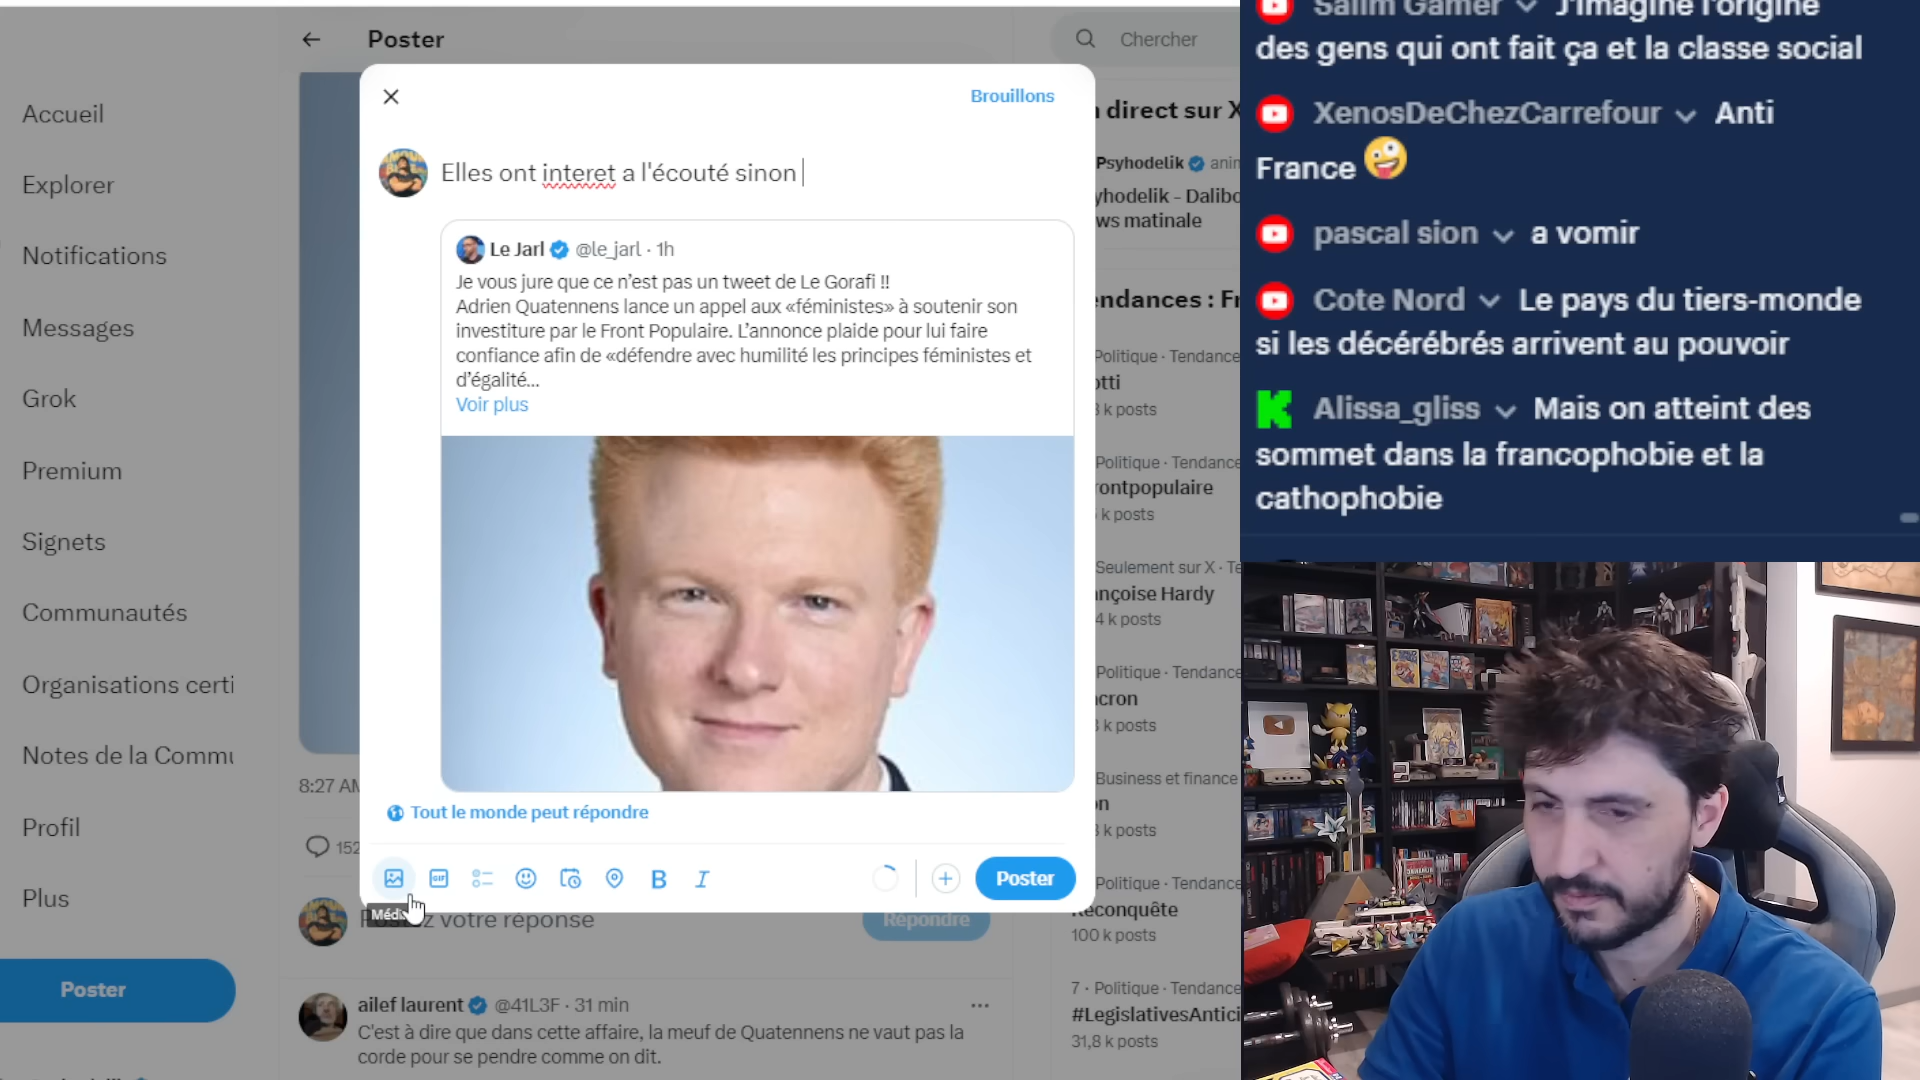 Poster
Chercher
Accueil
Explorer
Notifications
Messages
Grok
Premium
Signets
Communautés
Organisations certi
Notes de la Commu
Profil
Plus
Poster
Brouillons
Elles ont interet a l'écouté sinon
Le Jarl @le_jarl · 1h
Je vous jure que ce n’est pas un tweet de Le Gorafi !!
Adrien Quatennens lance un appel aux «féministes» à soutenir son
investiture par le Front Populaire. L’annonce plaide pour lui faire
confiance afin de «défendre avec humilité les principes féministes et
d’égalité...
Voir plus
Tout le monde peut répondre
GIF
B I
Poster
8:27 AM
152
Postez votre réponse
Répondre
ailef laurent @41L3F · 31 min
C'est à dire que dans cette affaire, la meuf de Quatennens ne vaut pas la
corde pour se pendre comme on dit.
direct sur X
Psyhodelik anir
yhodelik - Dalibo
ws matinale
endances : Fr
Politique · Tendance
otti
k posts
Politique · Tendance
rontpopulaire
k posts
Seulement sur X · Te
nçoise Hardy
4 k posts
Politique · Tendance
acron
k posts
Business et finance
on
k posts
Politique · Tendance
Reconquête
100 k posts
7 · Politique · Tendance
#LegislativesAntici
31,8 k posts
Salim Gamer J'imagine l'origine
des gens qui ont fait ça et la classe social
XenosDeChezCarrefour Anti
France
pascal sion a vomir
Cote Nord Le pays du tiers-monde
si les décérébrés arrivent au pouvoir
Alissa_gliss Mais on atteint des
sommet dans la francophobie et la
cathophobie